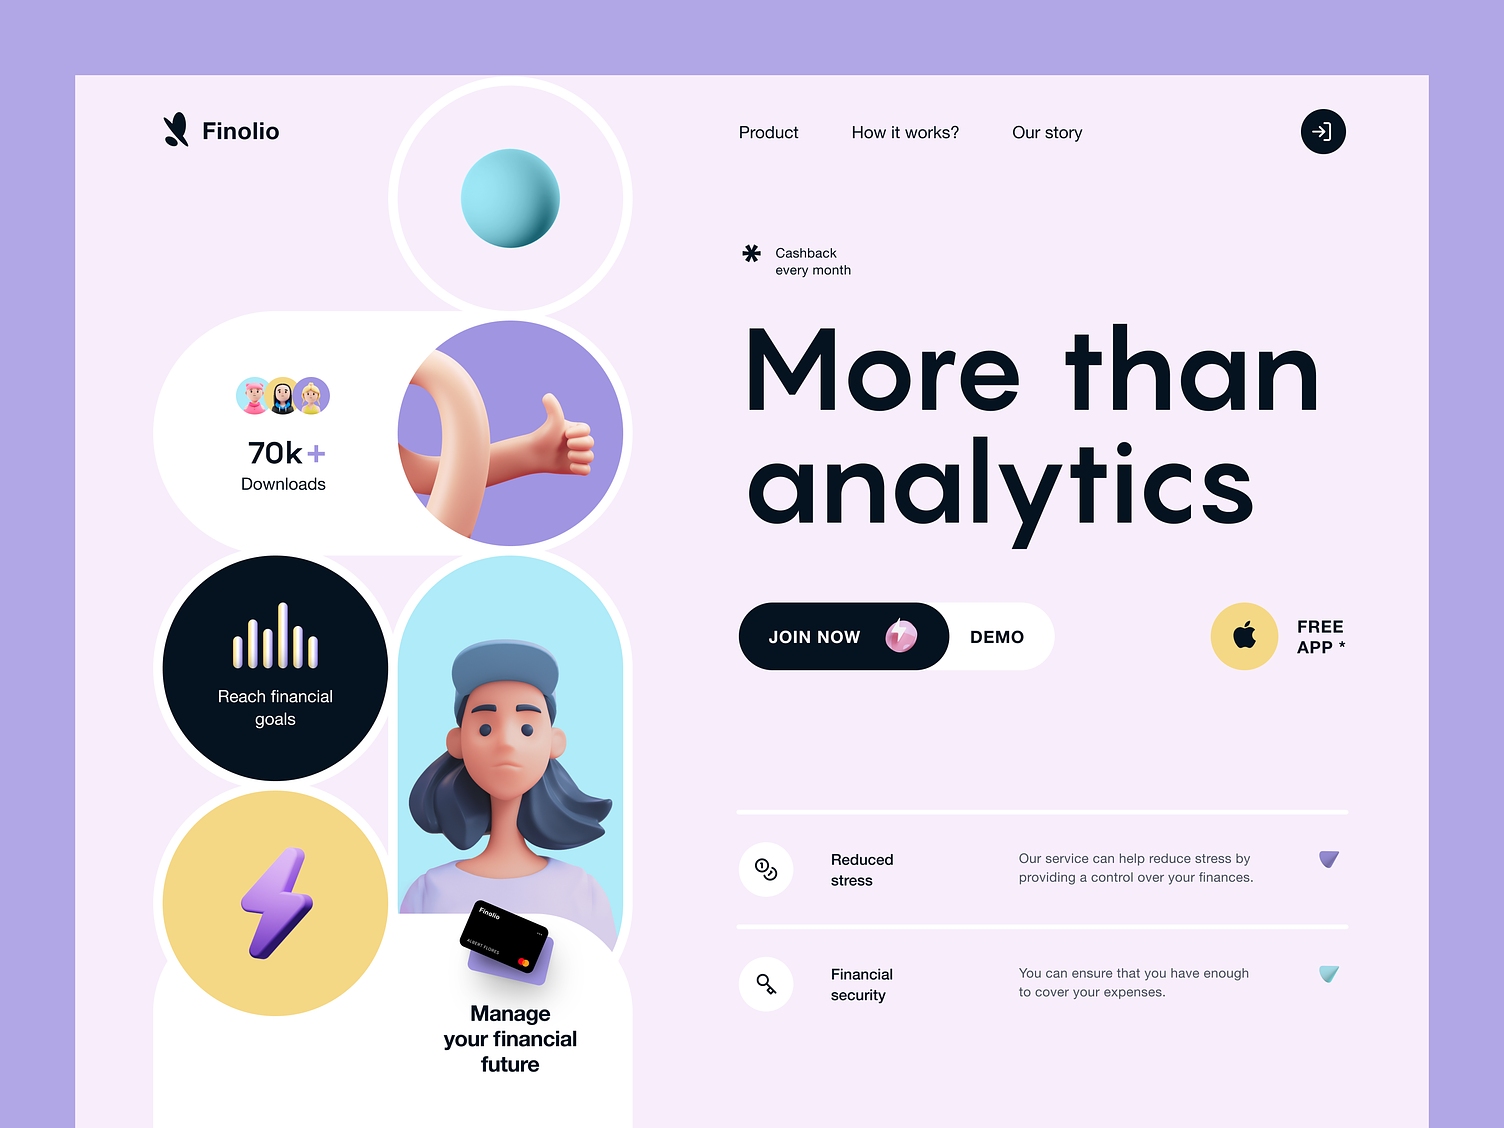 Finolio
Product
How it works?
Our story
Cashback
every month
More than
analytics
JOIN NOW
DEMO
FREE
APP *
70k+
Downloads
Reach financial
goals
Finolio
ALBERT FLORES
Manage
your financial
future
1
Reduced
stress
Our service can help reduce stress by
providing a control over your finances.
Financial
security
You can ensure that you have enough
to cover your expenses.